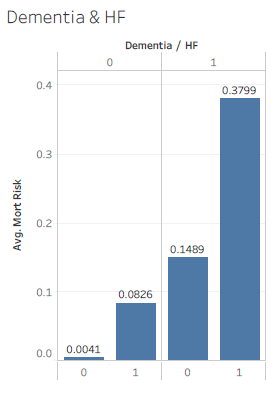 Dementia & HF
Dementia / HF
0 1
0.4
0.3799
0.3
Avg. Mort Risk
0.2
0.1489
0.1
0.0826
0.0041
0.0
0 1 0 1